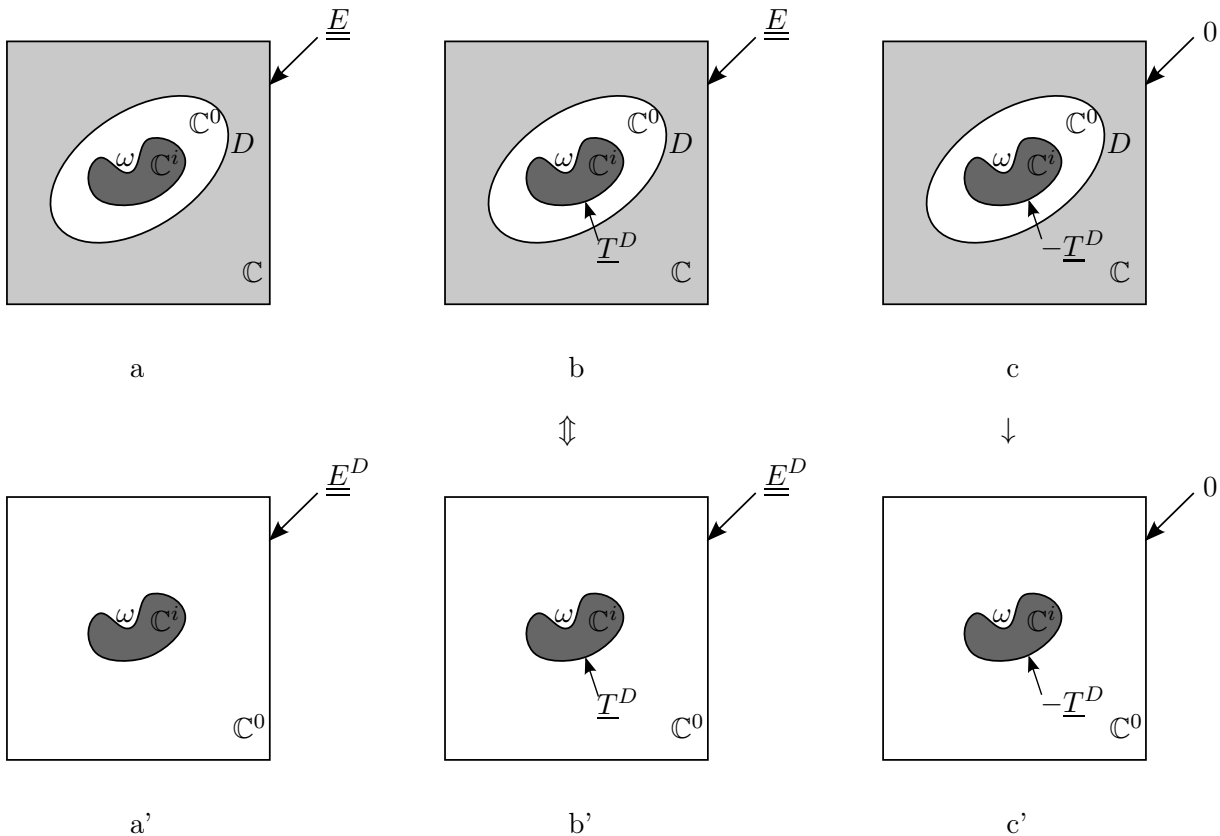 E E 0
ℂ⁰ ℂ⁰ ℂ⁰
D D D
ω ℂⁱ ω ℂⁱ ω ℂⁱ
T^D −T^D
ℂ ℂ ℂ
a b c
⇕ ↓
E^D E^D 0
ω ℂⁱ ω ℂⁱ ω ℂⁱ
T^D −T^D
ℂ⁰ ℂ⁰ ℂ⁰
a’ b’ c’